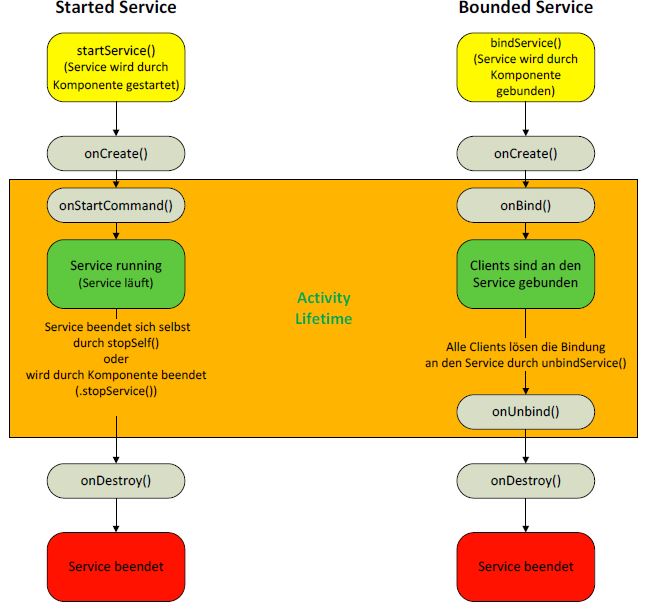 Started Service
startService()
(Service wird durch
Komponente gestartet)
onCreate()
onStartCommand()
Service running
(Service läuft)
Service beendet sich selbst
durch stopSelf()
oder
wird durch Komponente beendet
(.stopService())
onDestroy()
Service beendet
Activity
Lifetime
Bounded Service
bindService()
(Service wird durch
Komponente
gebunden)
onCreate()
onBind()
Clients sind an den
Service gebunden
Alle Clients lösen die Bindung
an den Service durch unbindService()
onUnbind()
onDestroy()
Service beendet